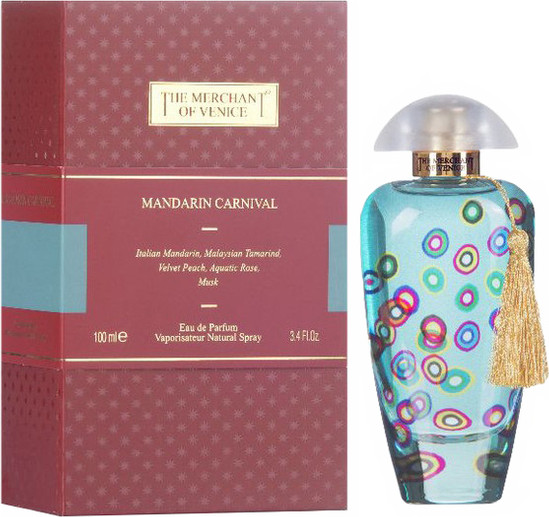 THE MERCHANT
OF VENICE
MANDARIN CARNIVAL
Italian Mandarin, Malaysian Tamarind,
Velvet Peach, Aquatic Rose,
Musk
100 ml e
Eau de Parfum
Vaporisateur Natural Spray
3.4 Fl.Oz
THE MERCHANT
OF VENICE